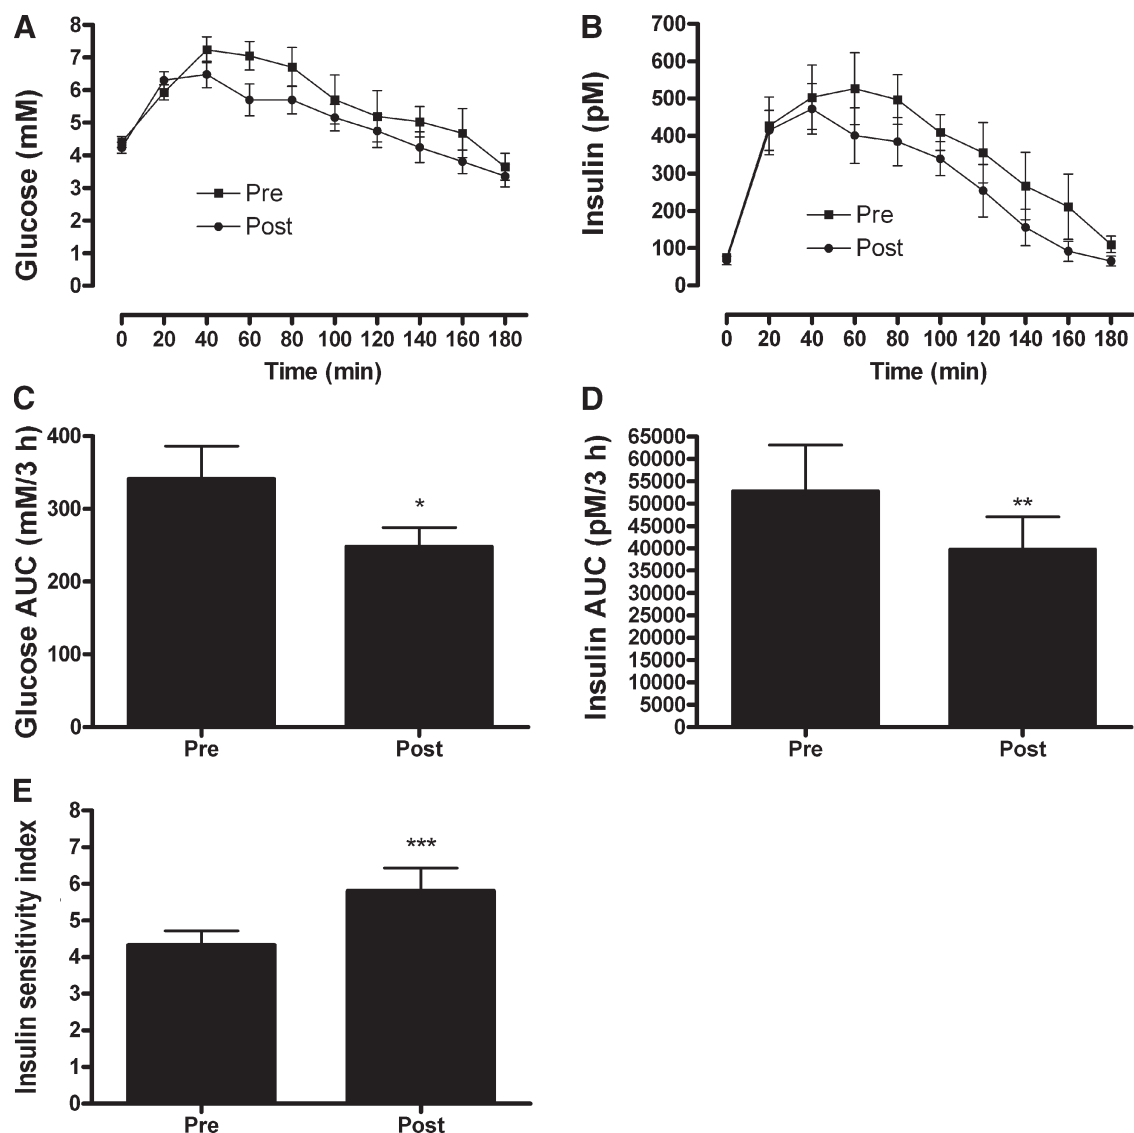 A
8
7
6
5
4
3
2
1
0
Glucose (mM)
Pre
Post
0 20 40 60 80 100 120 140 160 180
Time (min)
B
700
600
500
400
300
200
100
0
Insulin (pM)
Pre
Post
0 20 40 60 80 100 120 140 160 180
Time (min)
C
400
300
200
100
0
Glucose AUC (mM/3 h)
*
Pre Post
D
65000
60000
55000
50000
45000
40000
35000
30000
25000
20000
15000
10000
5000
0
Insulin AUC (pM/3 h)
**
Pre Post
E
8
7
6
5
4
3
2
1
0
Insulin sensitivity index
***
Pre Post